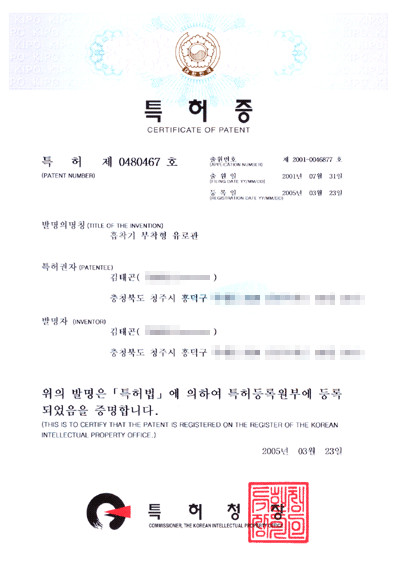 특허증
CERTIFICATE OF PATENT
특 허 제 0480467 호
(PATENT NUMBER)
출원번호 제 2001-0046877 호
(APPLICATION NUMBER)
출 원 일 2001년 07월 31일
(FILING DATE:YY/MM/DD)
등 록 일 2005년 03월 23일
(REGISTRATION DATE:YY/MM/DD)
발명의명칭(TITLE OF THE INVENTION)
흡착기 부착형 유로관
특허권자(PATENTEE)
김태곤(
충청북도 청주시 흥덕구
발명자 (INVENTOR)
김태곤(
충청북도 청주시 흥덕구
위의 발명은「특허법」에 의하여 특허등록원부에 등록
되었음을 증명합니다.
(THIS IS TO CERTIFY THAT THE PATENT IS REGISTERED ON THE REGISTER OF THE KOREAN
INTELLECTUAL PROPERTY OFFICE.)
2005년 03월 23일
특 허 청 장
COMMISSIONER, THE KOREAN INTELLECTUAL PROPERTY OFFICE